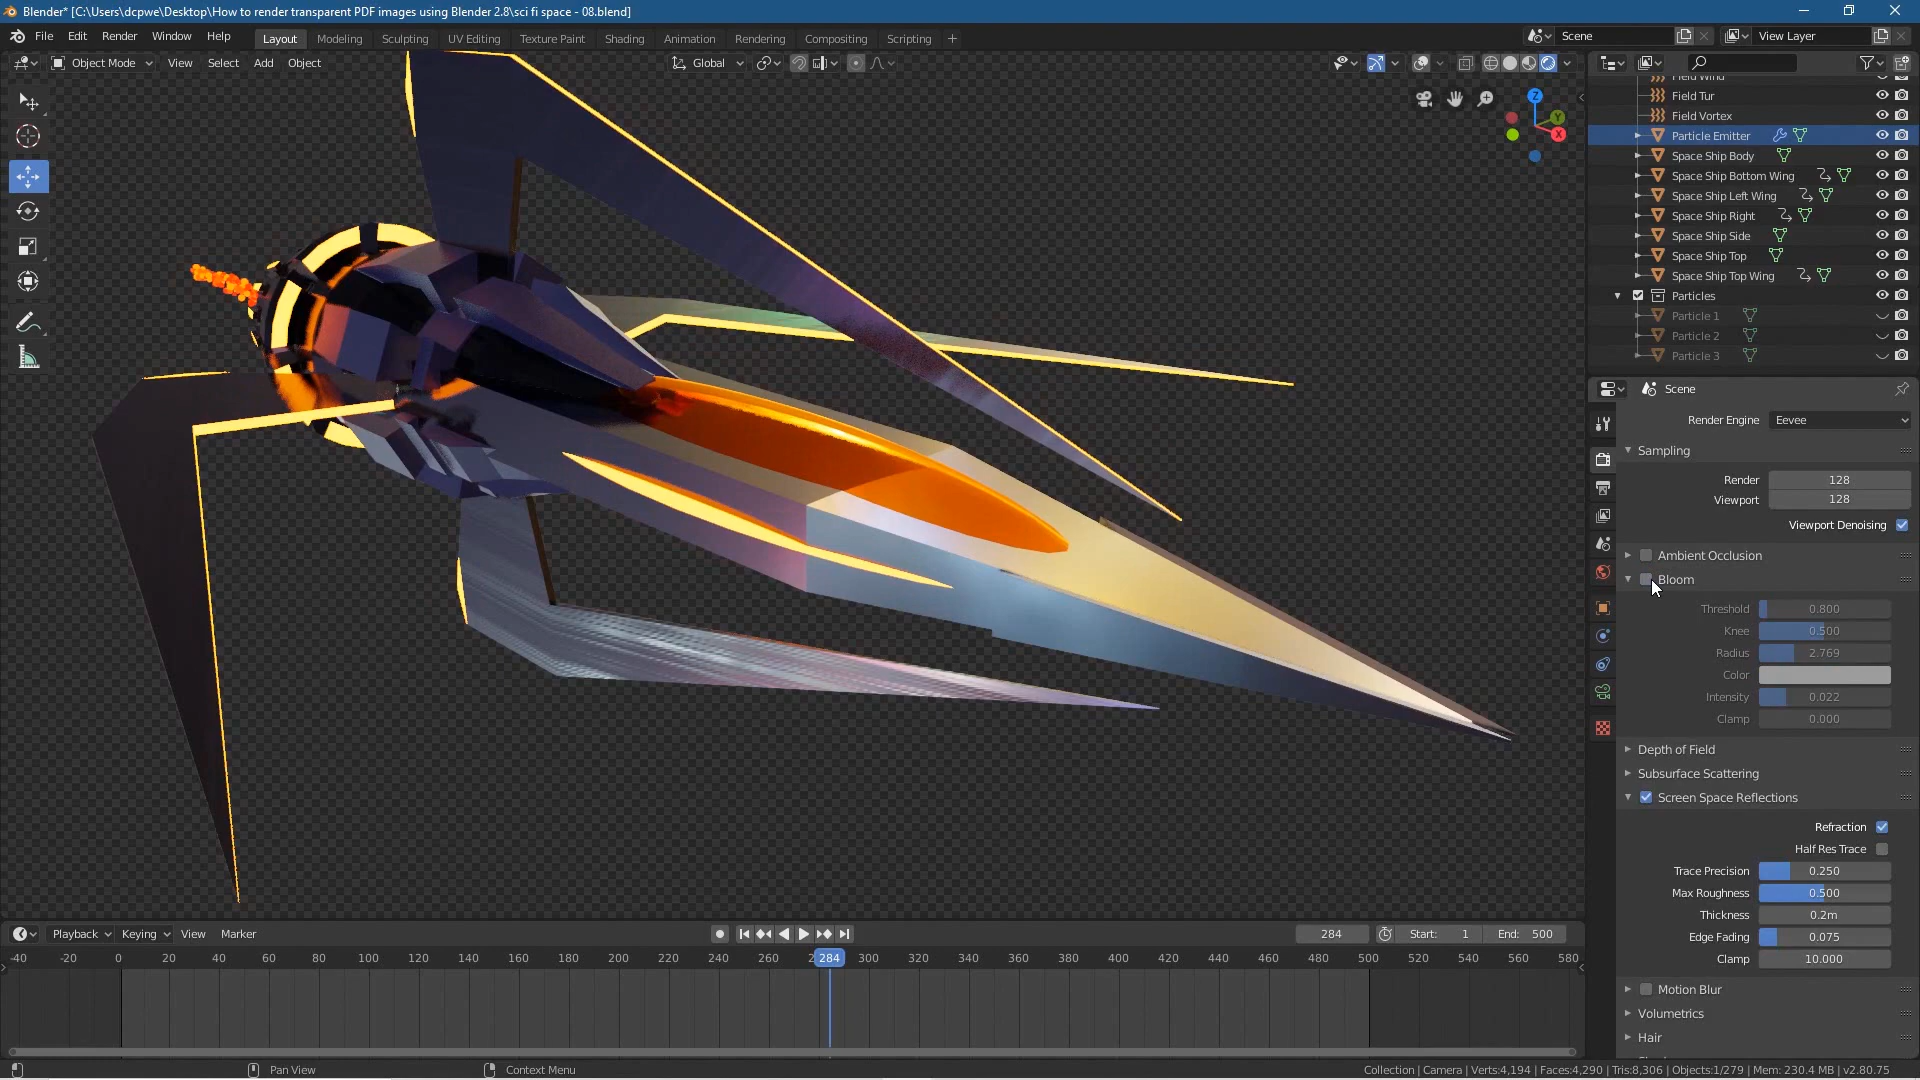 Blender* [C:\Users\dcpwe\Desktop\How to render transparent PDF images using Blender 2.8\sci fi space - 08.blend]
File Edit Render Window Help
Layout Modeling Sculpting UV Editing Texture Paint Shading Animation Rendering Compositing Scripting +
Scene
View Layer
Object Mode View Select Add Object
Global
Z
Y
X
Field Wind
Field Tur
Field Vortex
Particle Emitter
Space Ship Body
Space Ship Bottom Wing
Space Ship Left Wing
Space Ship Right
Space Ship Side
Space Ship Top
Space Ship Top Wing
Particles
Particle 1
Particle 2
Particle 3
Scene
Render Engine Eevee
Sampling
Render 128
Viewport 128
Viewport Denoising
Ambient Occlusion
Bloom
Threshold 0.800
Knee 0.500
Radius 2.769
Color
Intensity 0.022
Clamp 0.000
Depth of Field
Subsurface Scattering
Screen Space Reflections
Refraction
Half Res Trace
Trace Precision 0.250
Max Roughness 0.500
Thickness 0.2m
Edge Fading 0.075
Clamp 10.000
Motion Blur
Volumetrics
Hair
Playback Keying View Marker
284
Start: 1 End: 500
-40 -20 0 20 40 60 80 100 120 140 160 180 200 220 240 260 284 300 320 340 360 380 400 420 440 460 480 500 520 540 560 580
Pan View
Context Menu
Collection | Camera | Verts:4,194 | Faces:4,290 | Tris:8,306 | Objects:1/279 | Mem: 230.4 MB | v2.80.75